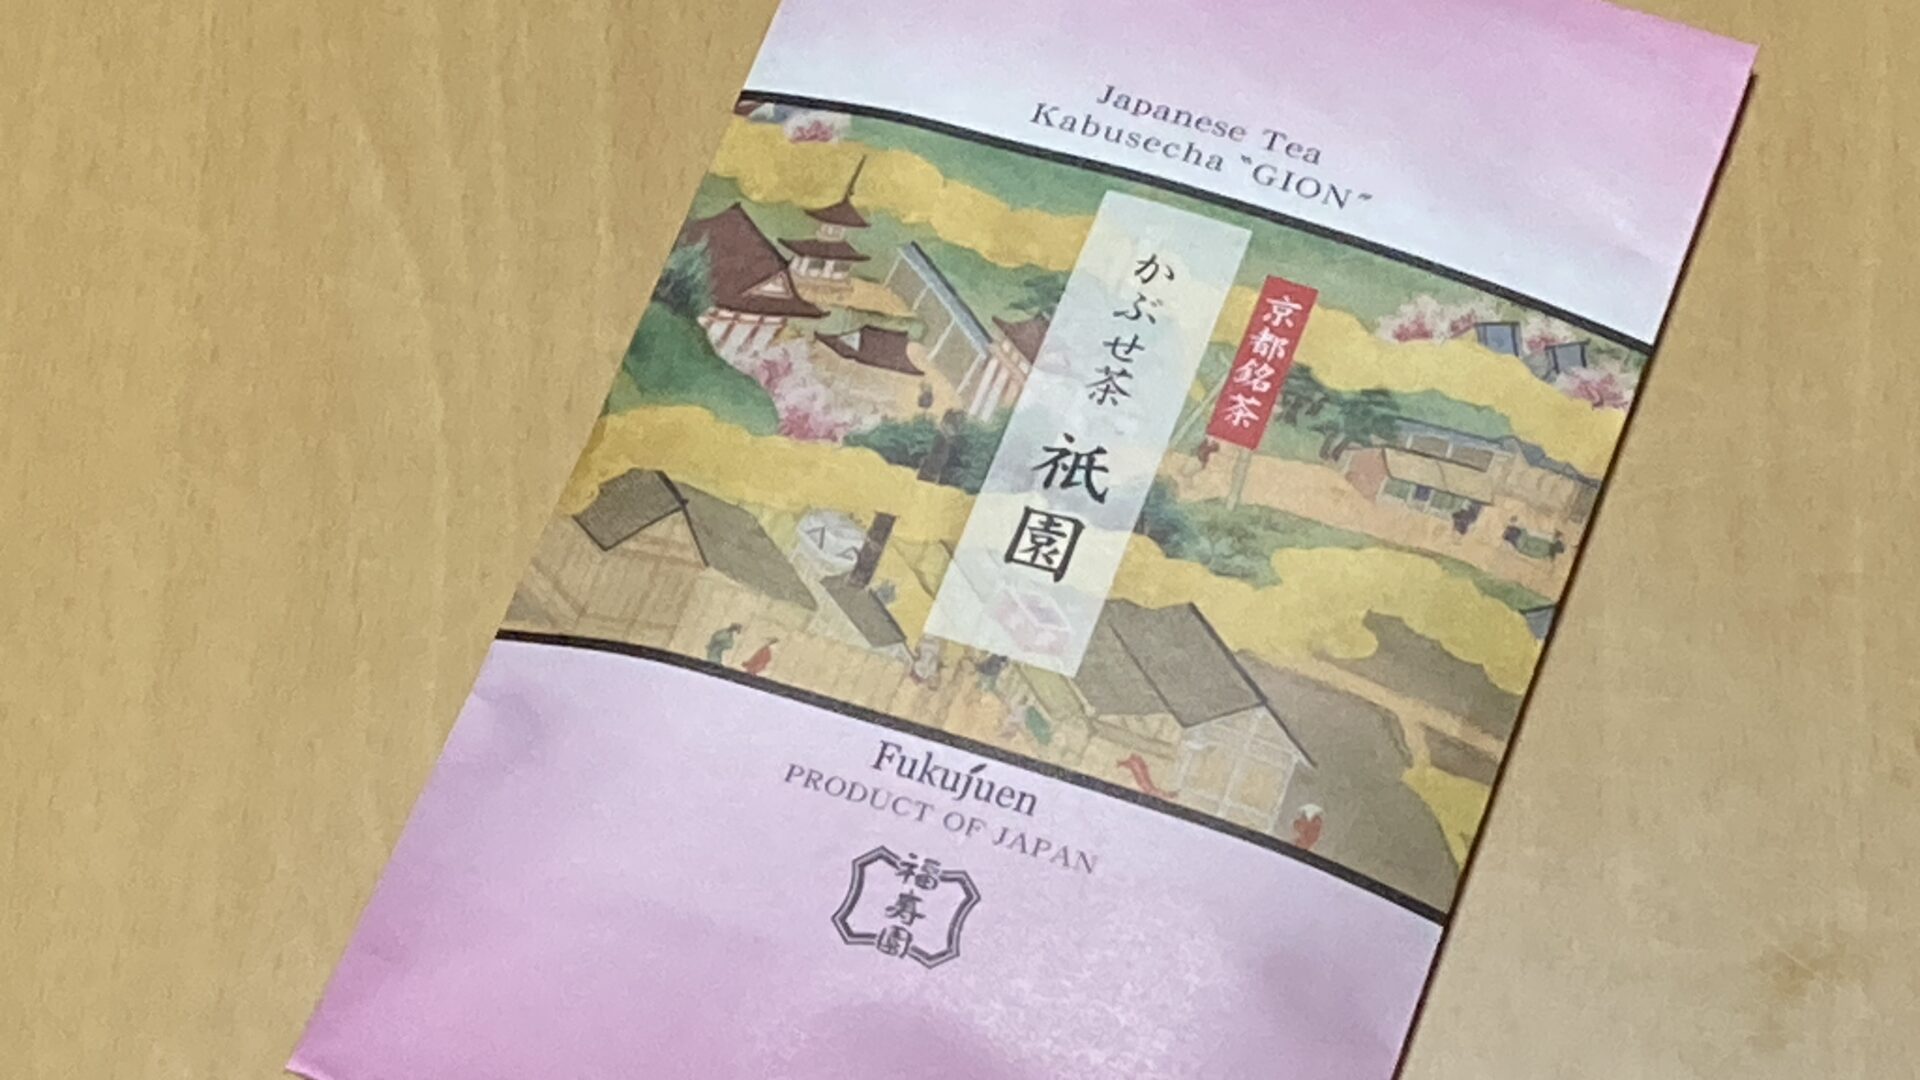 Japanese Tea
Kabusecha "GION"
京都銘茶
かぶせ茶 祇園
Fukujuen
PRODUCT OF JAPAN
福寿園